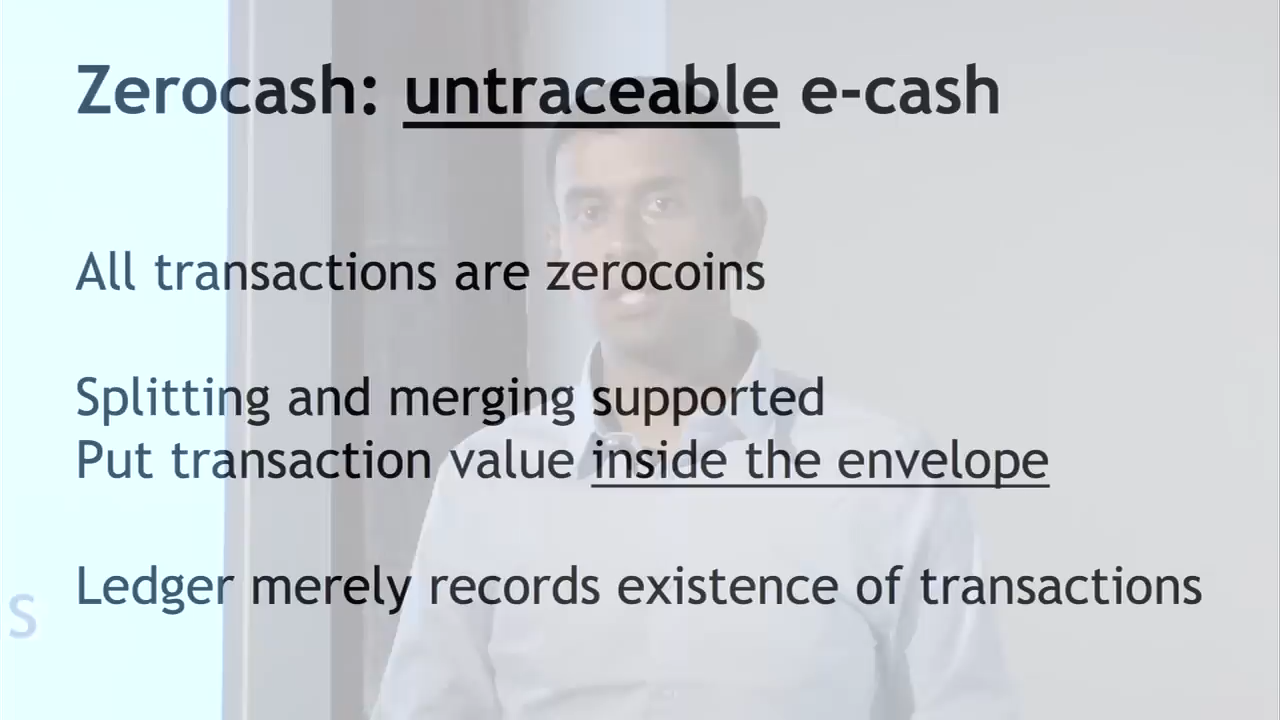 Zerocash: untraceable e-cash
All transactions are zerocoins
Splitting and merging supported
Put transaction value inside the envelope
Ledger merely records existence of transactions
s